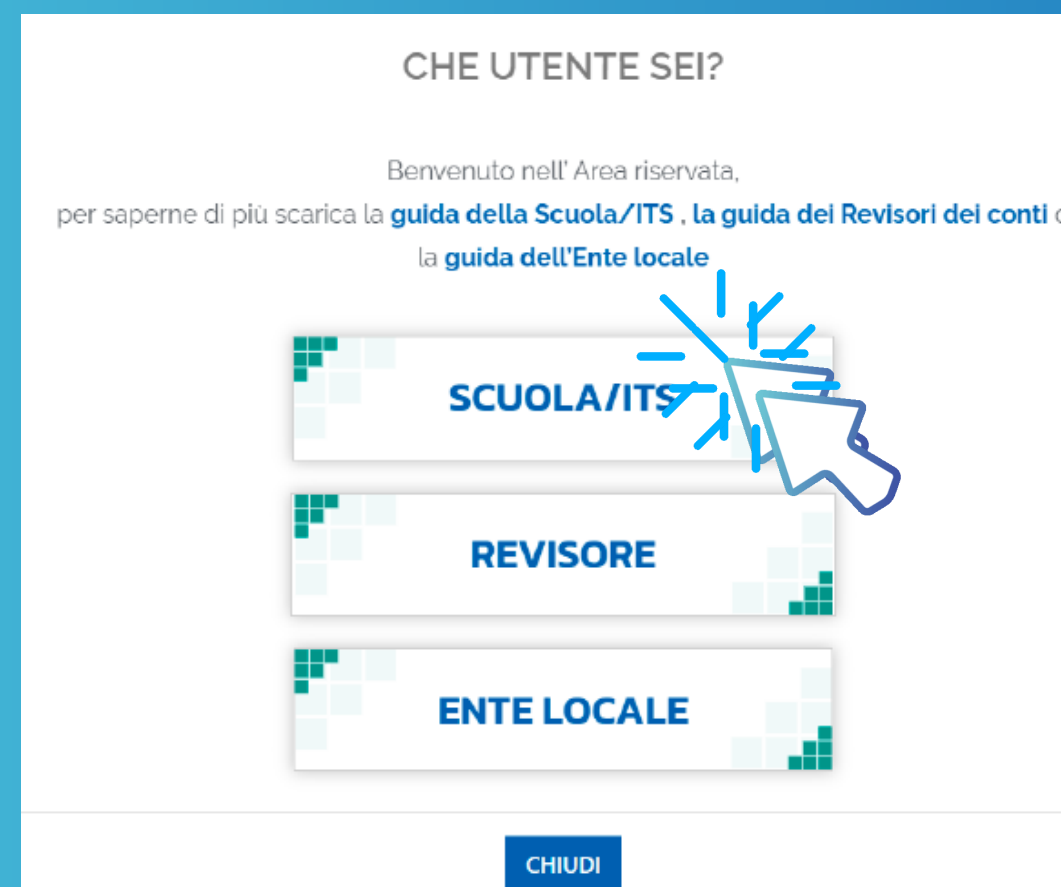 CHE UTENTE SEI?
Benvenuto nell' Area riservata,
per saperne di più scarica la guida della Scuola/ITS , la guida dei Revisori dei conti
la guida dell'Ente locale
SCUOLA/ITS
REVISORE
ENTE LOCALE
CHIUDI